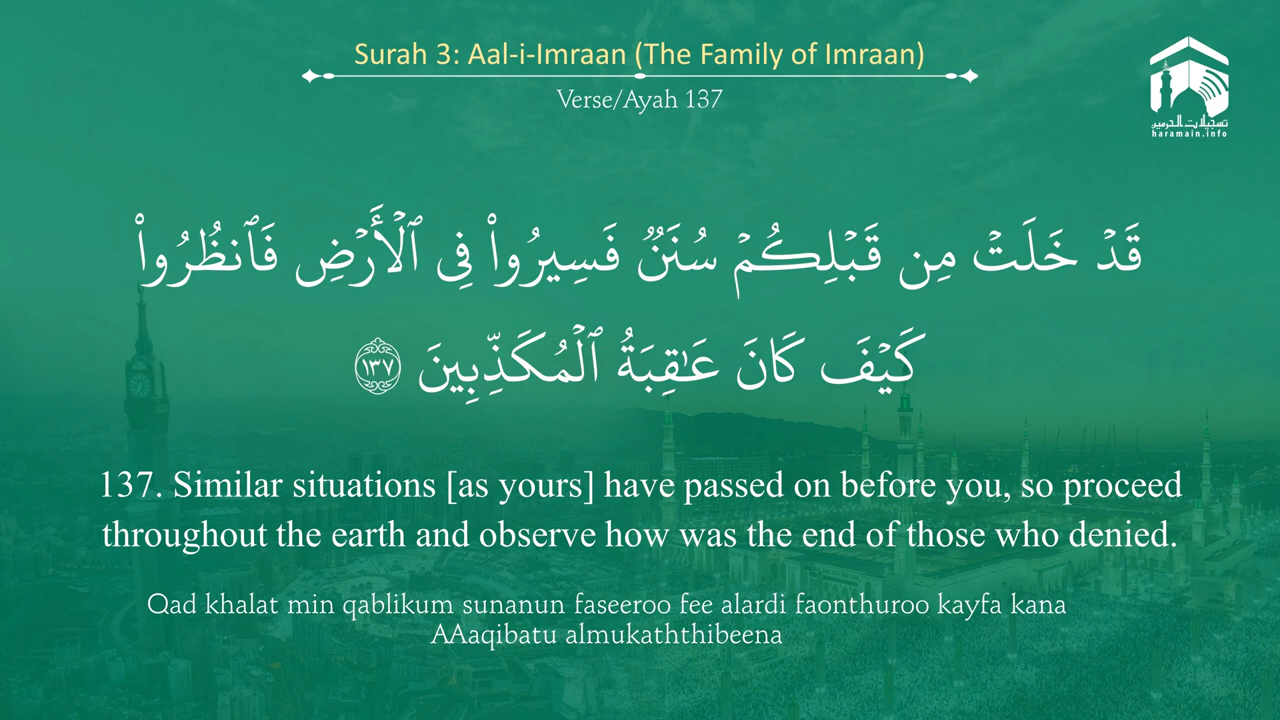 Surah 3: Aal-i-Imraan (The Family of Imraan)
Verse/Ayah 137
تسجيلات الحرمين
haramain.info
قَدۡ خَلَتۡ مِن قَبۡلِكُمۡ سُنَنٞ فَسِيرُواْ فِي ٱلۡأَرۡضِ فَٱنظُرُواْ
كَيۡفَ كَانَ عَٰقِبَةُ ٱلۡمُكَذِّبِينَ ١٣٧
137. Similar situations [as yours] have passed on before you, so proceed
throughout the earth and observe how was the end of those who denied.
Qad khalat min qablikum sunanun faseeroo fee alardi faonthuroo kayfa kana
AAaqibatu almukaththibeena